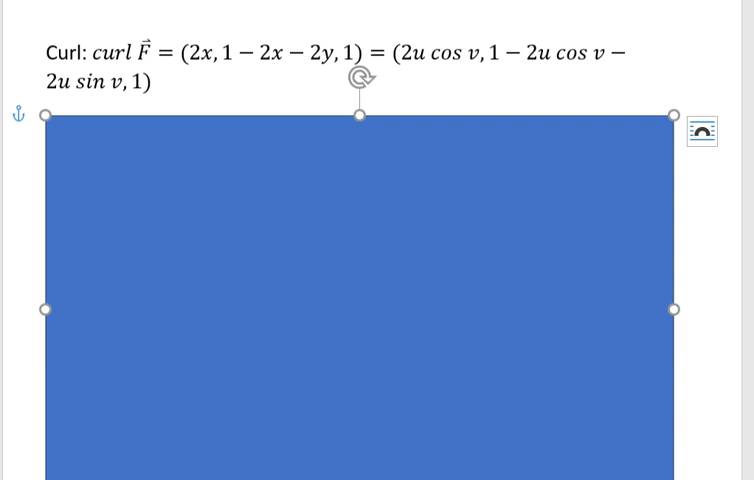 Curl: curl F⃗ = (2x, 1 − 2x − 2y, 1) = (2u cos v, 1 − 2u cos v −
2u sin v, 1)